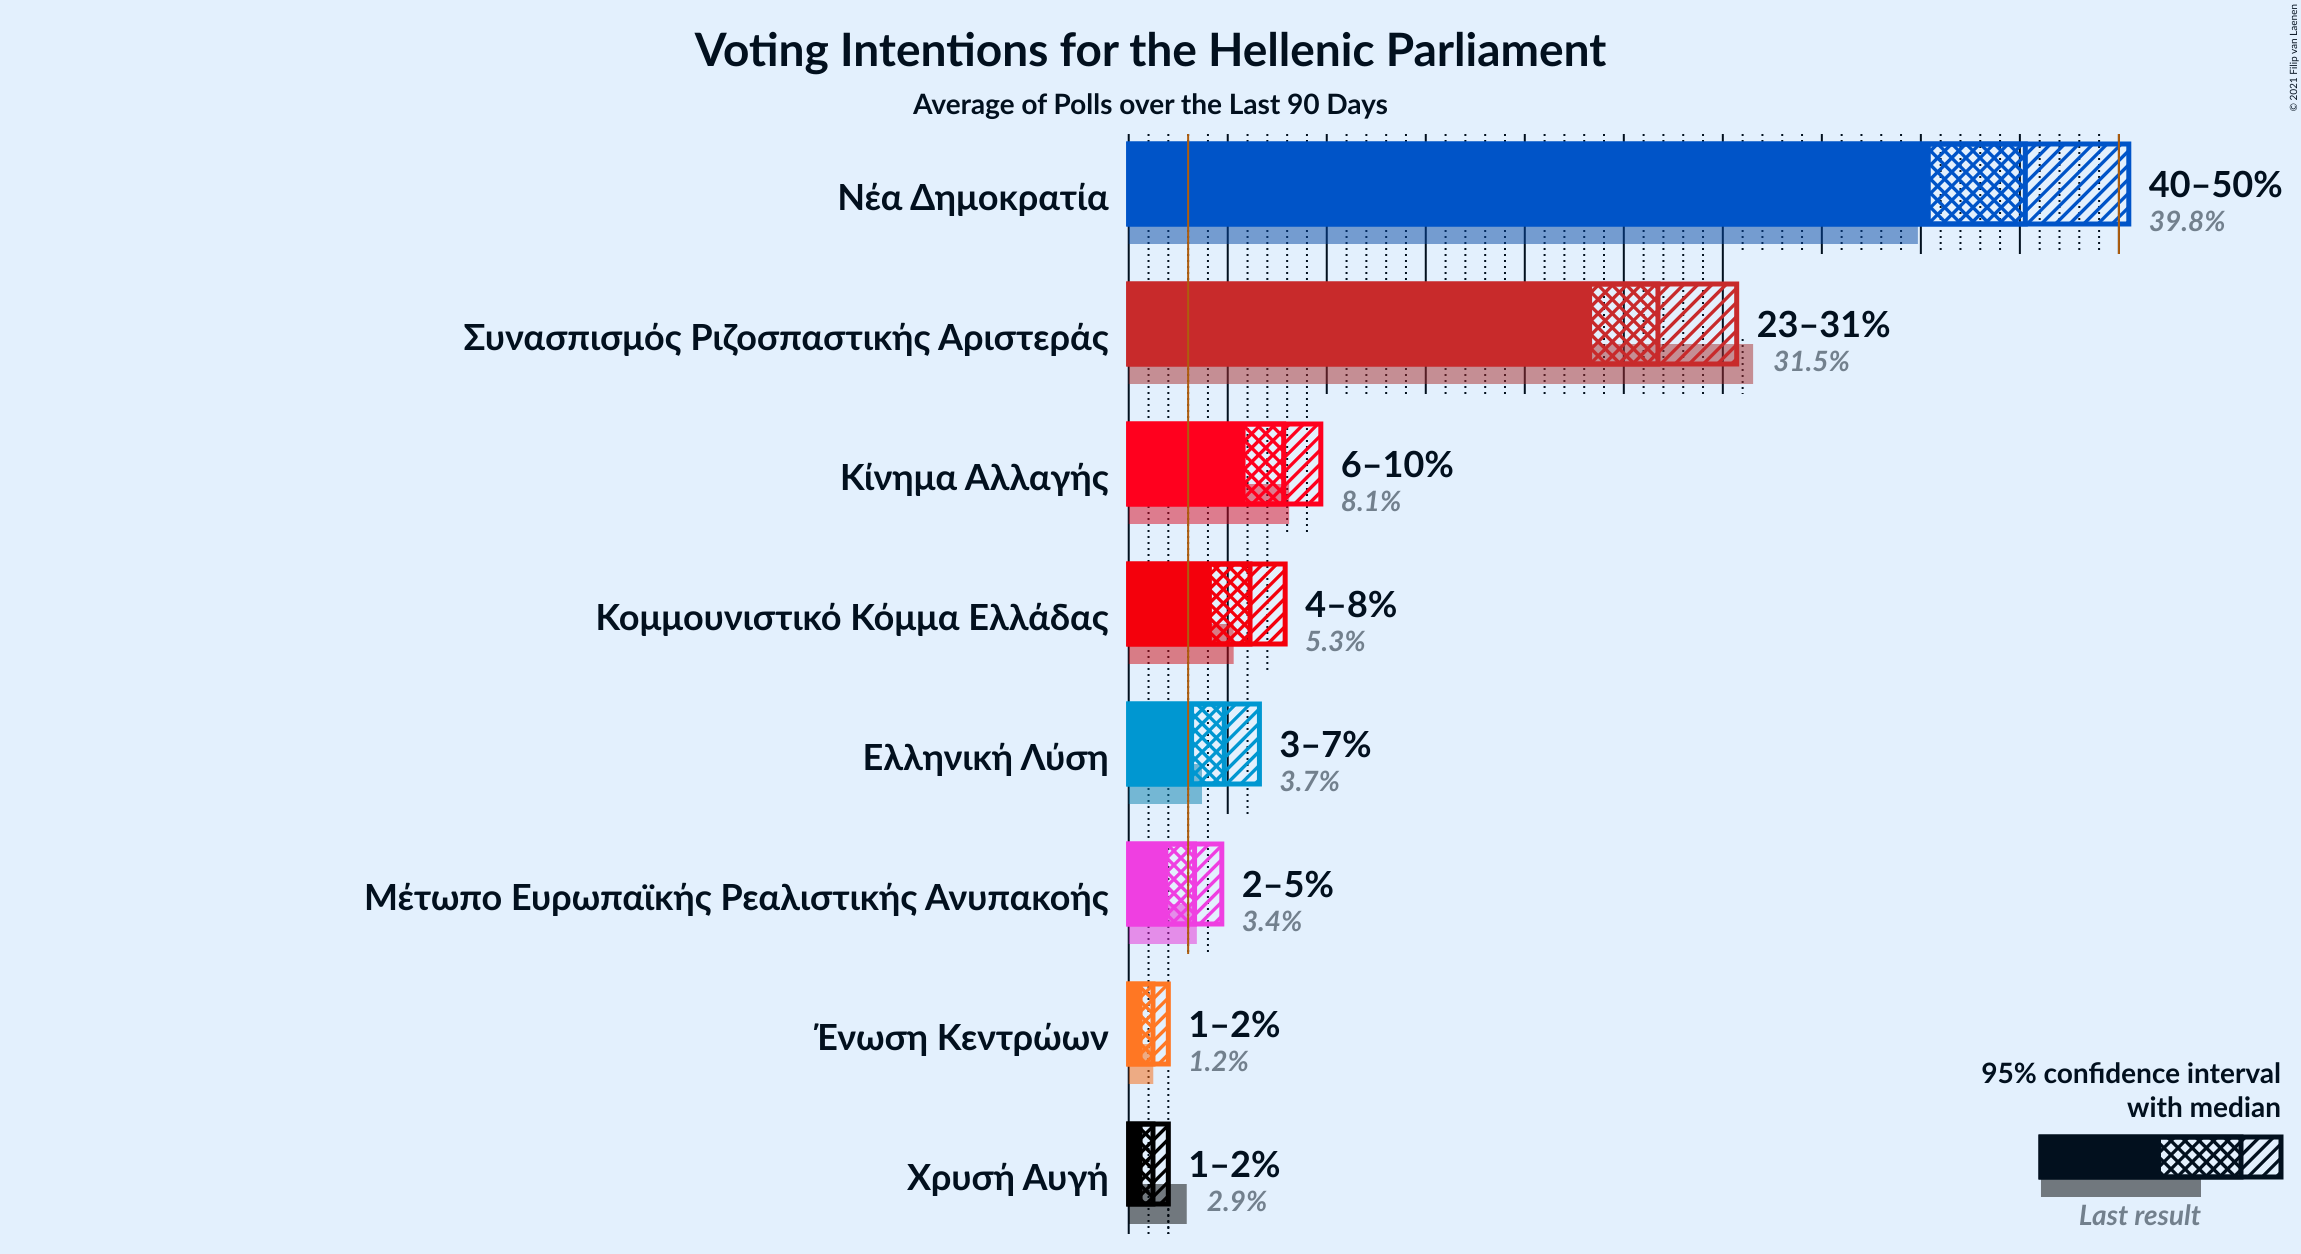 © 2021 Filip van Laenen
Voting Intentions for the Hellenic Parliament
Average of Polls over the Last 90 Days
Νέα Δημοκρατία
40–50%
39.8%
Συνασπισμός Ριζοσπαστικής Αριστεράς
23–31%
31.5%
Κίνημα Αλλαγής
6–10%
8.1%
Κομμουνιστικό Κόμμα Ελλάδας
4–8%
5.3%
Ελληνική Λύση
3–7%
3.7%
Μέτωπο Ευρωπαϊκής Ρεαλιστικής Ανυπακοής
2–5%
3.4%
Ένωση Κεντρώων
1–2%
1.2%
Χρυσή Αυγή
1–2%
2.9%
95% confidence interval
with median
Last result